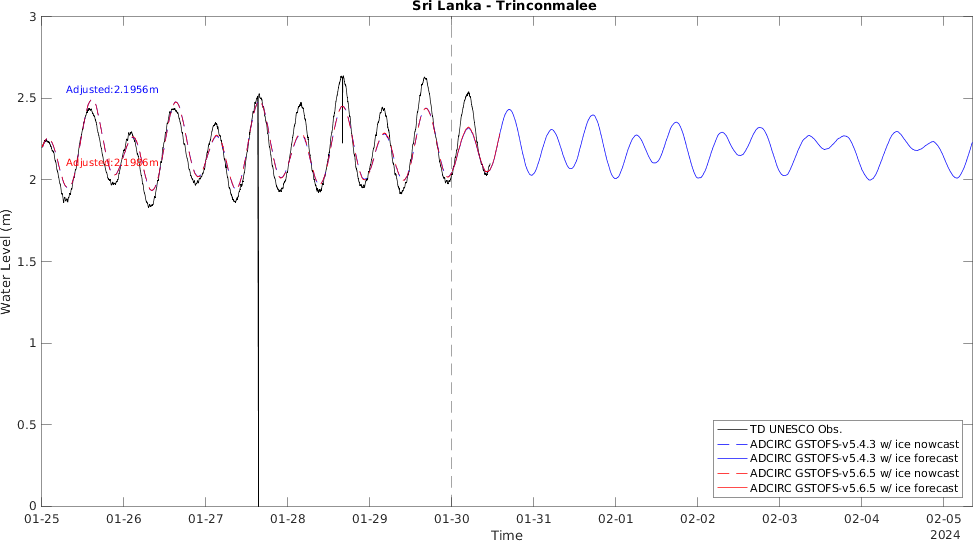 Sri Lanka - Trinconmalee
Water Level (m)
3
2.5
2
1.5
1
0.5
0
Adjusted:2.1956m
Adjusted:2.1986m
TD UNESCO Obs.
ADCIRC GSTOFS-v5.4.3 w/ ice nowcast
ADCIRC GSTOFS-v5.4.3 w/ ice forecast
ADCIRC GSTOFS-v5.6.5 w/ ice nowcast
ADCIRC GSTOFS-v5.6.5 w/ ice forecast
01-25 01-26 01-27 01-28 01-29 01-30 01-31 02-01 02-02 02-03 02-04 02-05
Time
2024